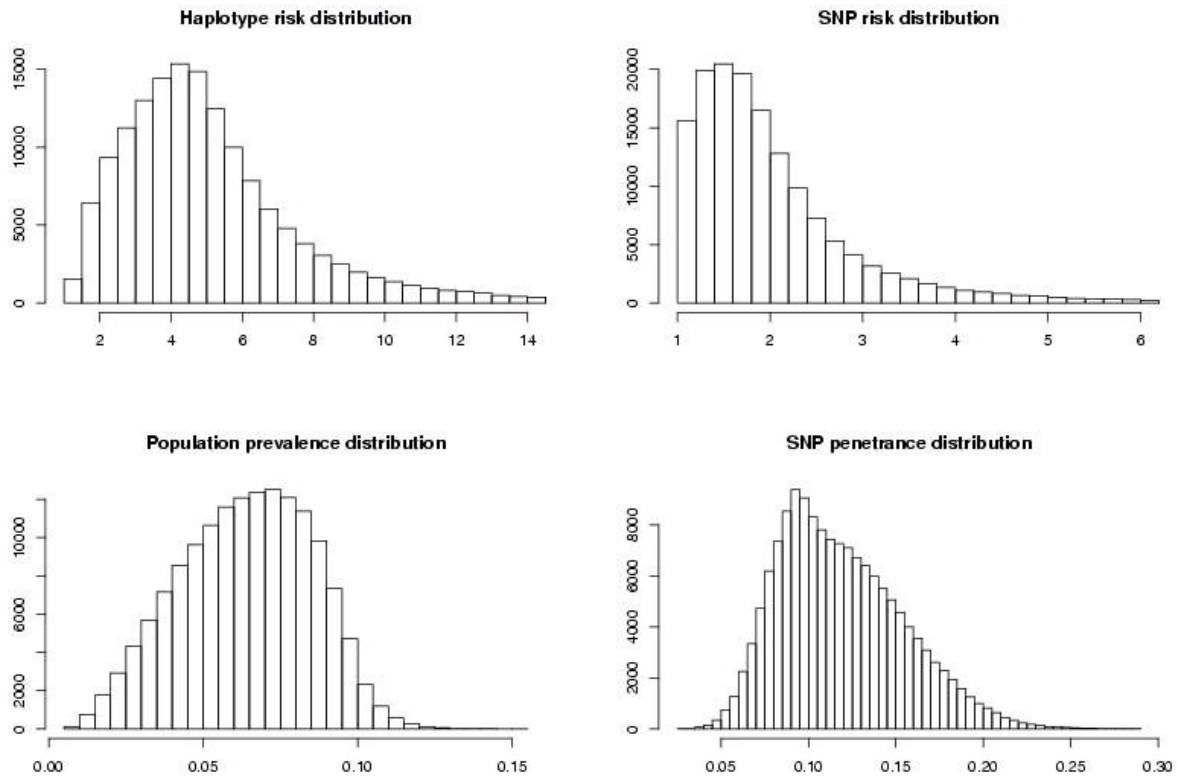 Haplotype risk distribution
0 5000 10000 15000
2 4 6 8 10 12 14
SNP risk distribution
0 5000 10000 15000 20000
1 2 3 4 5 6
Population prevalence distribution
0 2000 6000 10000
0.00 0.05 0.10 0.15
SNP penetrance distribution
0 2000 4000 6000 8000
0.05 0.10 0.15 0.20 0.25 0.30